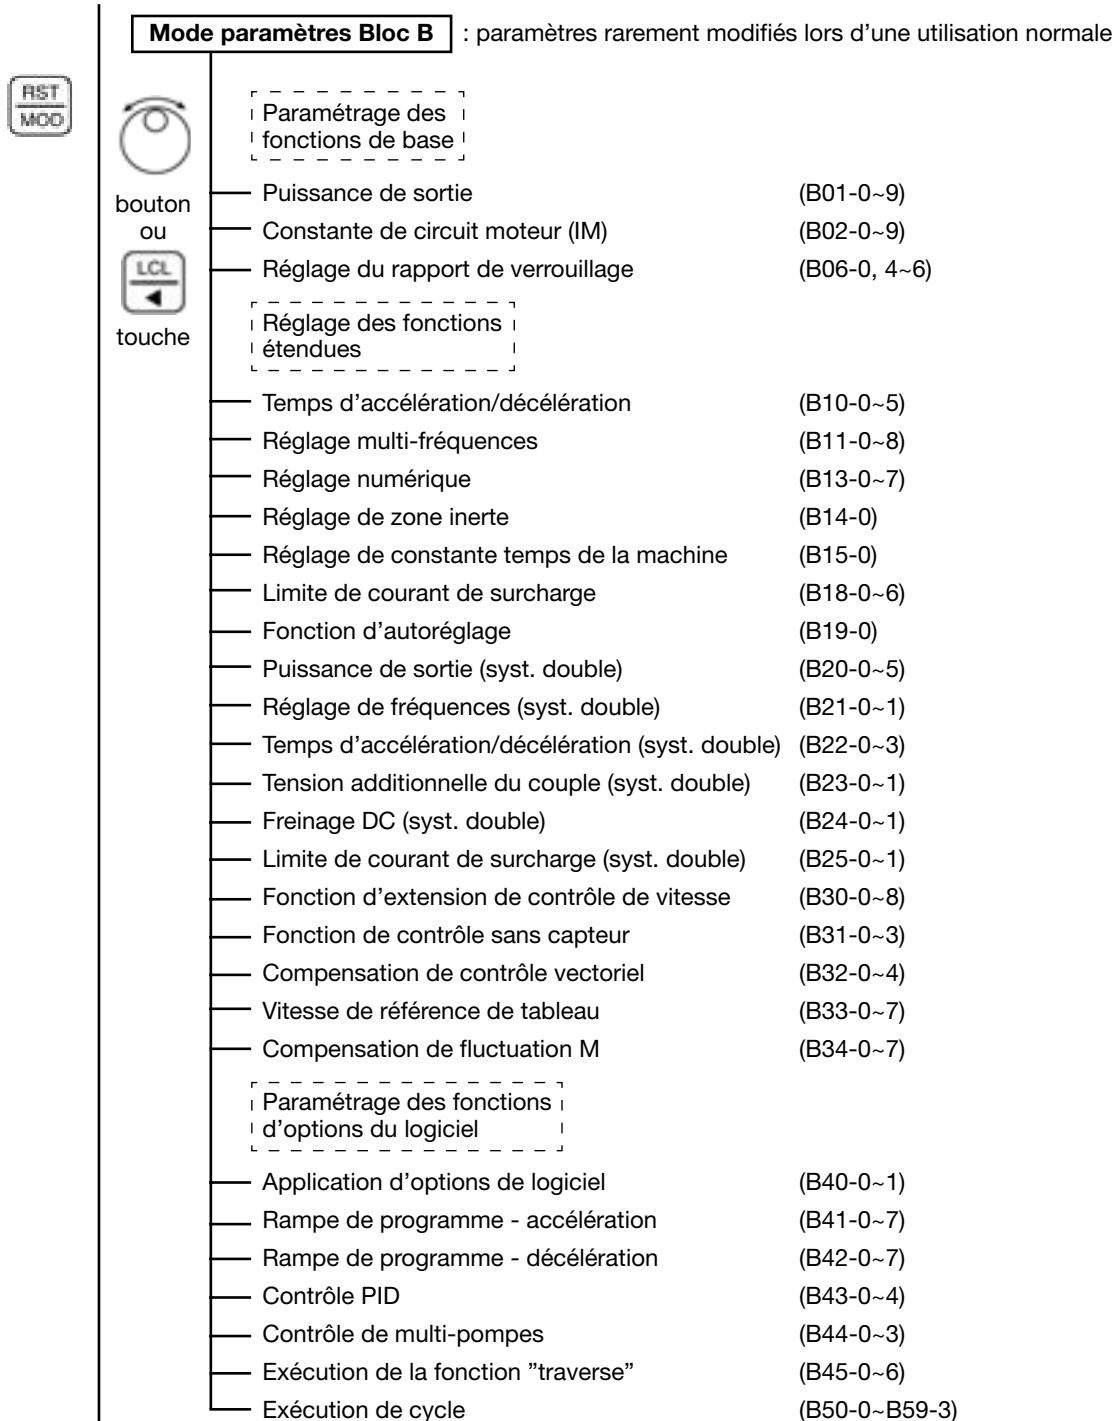 Mode paramètres Bloc B : paramètres rarement modifiés lors d’une utilisation normale
RST
MOD
Paramétrage des
fonctions de base
bouton
ou
LCL
touche
Puissance de sortie (B01-0~9)
Constante de circuit moteur (IM) (B02-0~9)
Réglage du rapport de verrouillage (B06-0, 4~6)
Réglage des fonctions
étendues
Temps d’accélération/décélération (B10-0~5)
Réglage multi-fréquences (B11-0~8)
Réglage numérique (B13-0~7)
Réglage de zone inerte (B14-0)
Réglage de constante temps de la machine (B15-0)
Limite de courant de surcharge (B18-0~6)
Fonction d’autoréglage (B19-0)
Puissance de sortie (syst. double) (B20-0~5)
Réglage de fréquences (syst. double) (B21-0~1)
Temps d’accélération/décélération (syst. double) (B22-0~3)
Tension additionnelle du couple (syst. double) (B23-0~1)
Freinage DC (syst. double) (B24-0~1)
Limite de courant de surcharge (syst. double) (B25-0~1)
Fonction d’extension de contrôle de vitesse (B30-0~8)
Fonction de contrôle sans capteur (B31-0~3)
Compensation de contrôle vectoriel (B32-0~4)
Vitesse de référence de tableau (B33-0~7)
Compensation de fluctuation M (B34-0~7)
Paramétrage des fonctions
d’options du logiciel
Application d’options de logiciel (B40-0~1)
Rampe de programme - accélération (B41-0~7)
Rampe de programme - décélération (B42-0~7)
Contrôle PID (B43-0~4)
Contrôle de multi-pompes (B44-0~3)
Exécution de la fonction ”traverse” (B45-0~6)
Exécution de cycle (B50-0~B59-3)